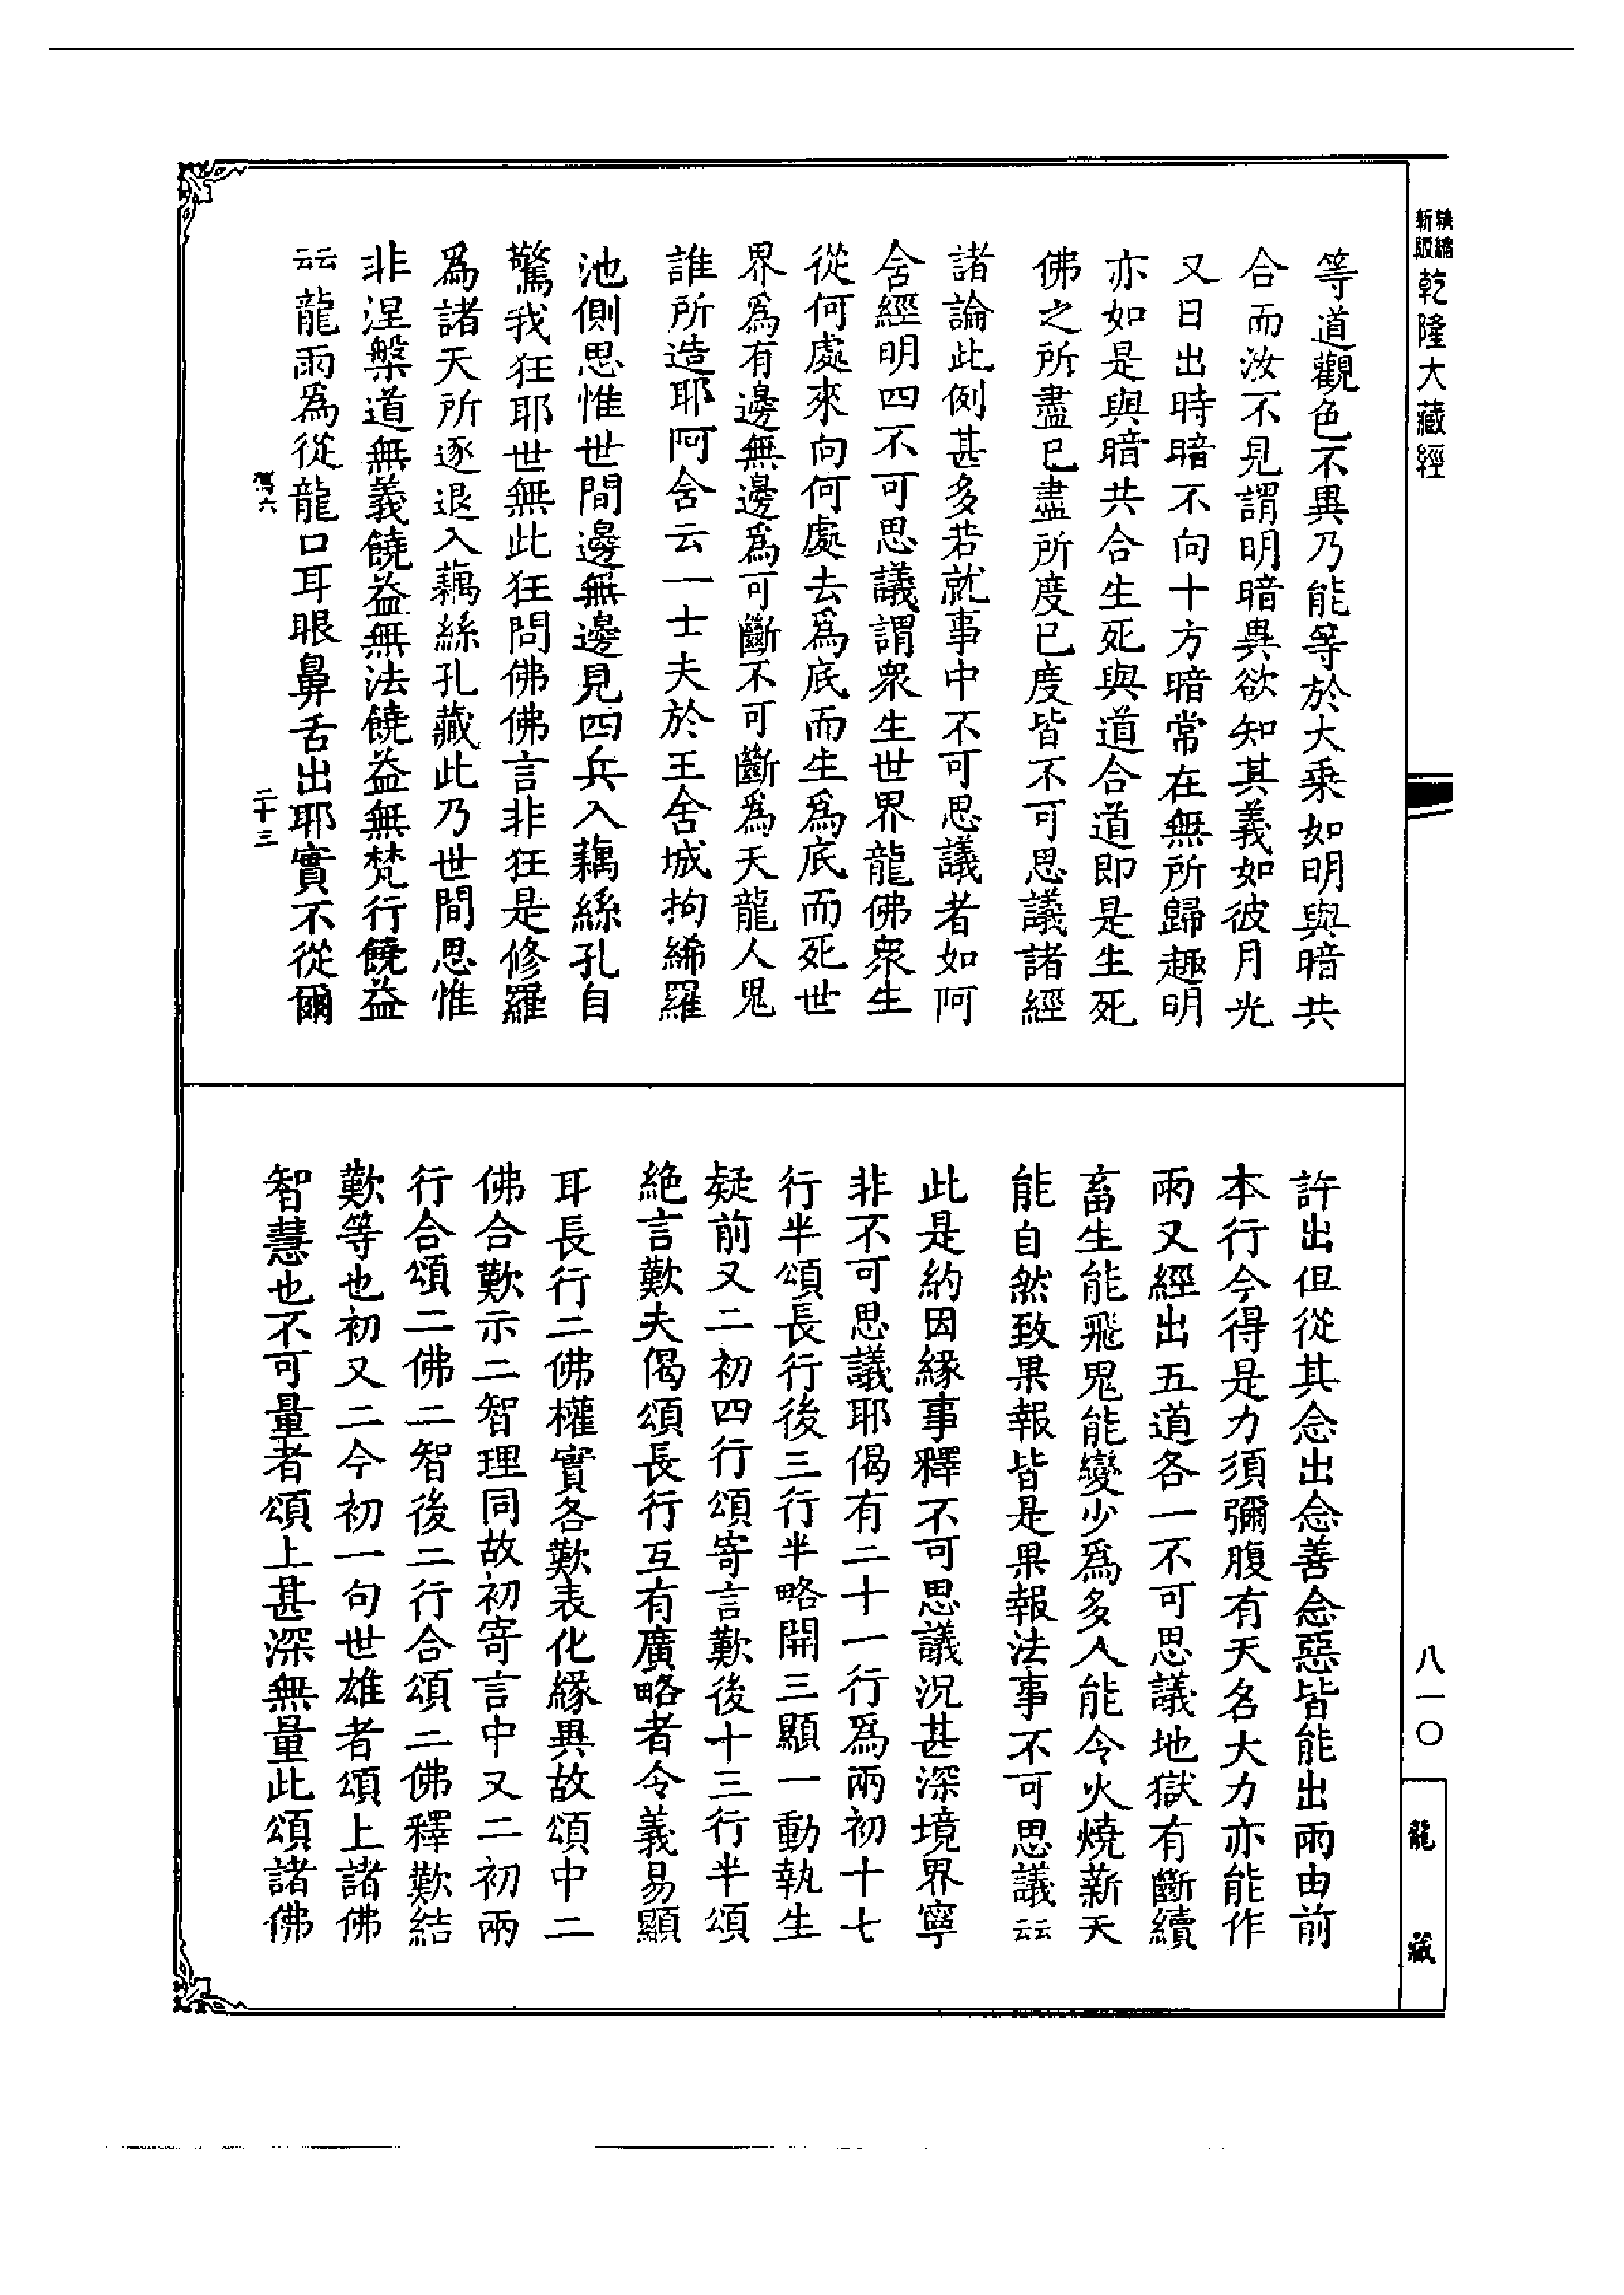 新版
精縮
乾隆大藏經
等道觀色不異乃能等於大乘如明與暗共
合而汝不見謂明暗異欲知其義如彼月光
又日出時暗不向十方暗常在無所歸趣明
亦如是與暗共合生死與道合道即是生死
佛之所盡已盡所度已度皆不可思議諸經
諸論此例甚多若就事中不可思議者如阿
舍經明四不可思議謂衆生世界龍佛衆生
從何處來向何處去爲底而生爲底而死世
界爲有邊無邊爲可斷不可斷爲天龍人鬼
誰所造耶阿舍云一士夫於王舍城拘絺羅
池側思惟世間邊無邊見四兵入藕絲孔自
驚我狂耶世無此狂問佛佛言非狂是修羅
爲諸天所逐退入藕絲孔藏此乃世間思惟
非涅槃道無義饒益無法饒益無梵行饒益
云云龍雨爲從龍口耳眼鼻舌出耶實不從爾
二十三
許出但從其念出念善念惡皆能出雨由前
本行今得是力須彌腹有天名大力亦能作
雨又經出五道各一不可思議地獄有斷續
畜生能飛鬼能變少爲多人能令火燒薪天
能自然致果報皆是果報法事不可思議云云
此是約因緣事釋不可思議況甚深境界寧
非不可思議耶偈有二十一行爲兩初十七
行半頌長行後三行半略開三顯一動執生
疑前又二初四行頌寄言歎後十三行半頌
絶言歎夫偈頌長行互有廣略者令義易顯
耳長行二佛權實各歎表化緣異故頌中二
佛合歎示二智理同故初寄言中又二初兩
行合頌二佛二智後二行合頌二佛釋歎結
歎等也初又二今初一句世雄者頌上諸佛
智慧也不可量者頌上甚深無量此頌諸佛
八一〇
龍藏